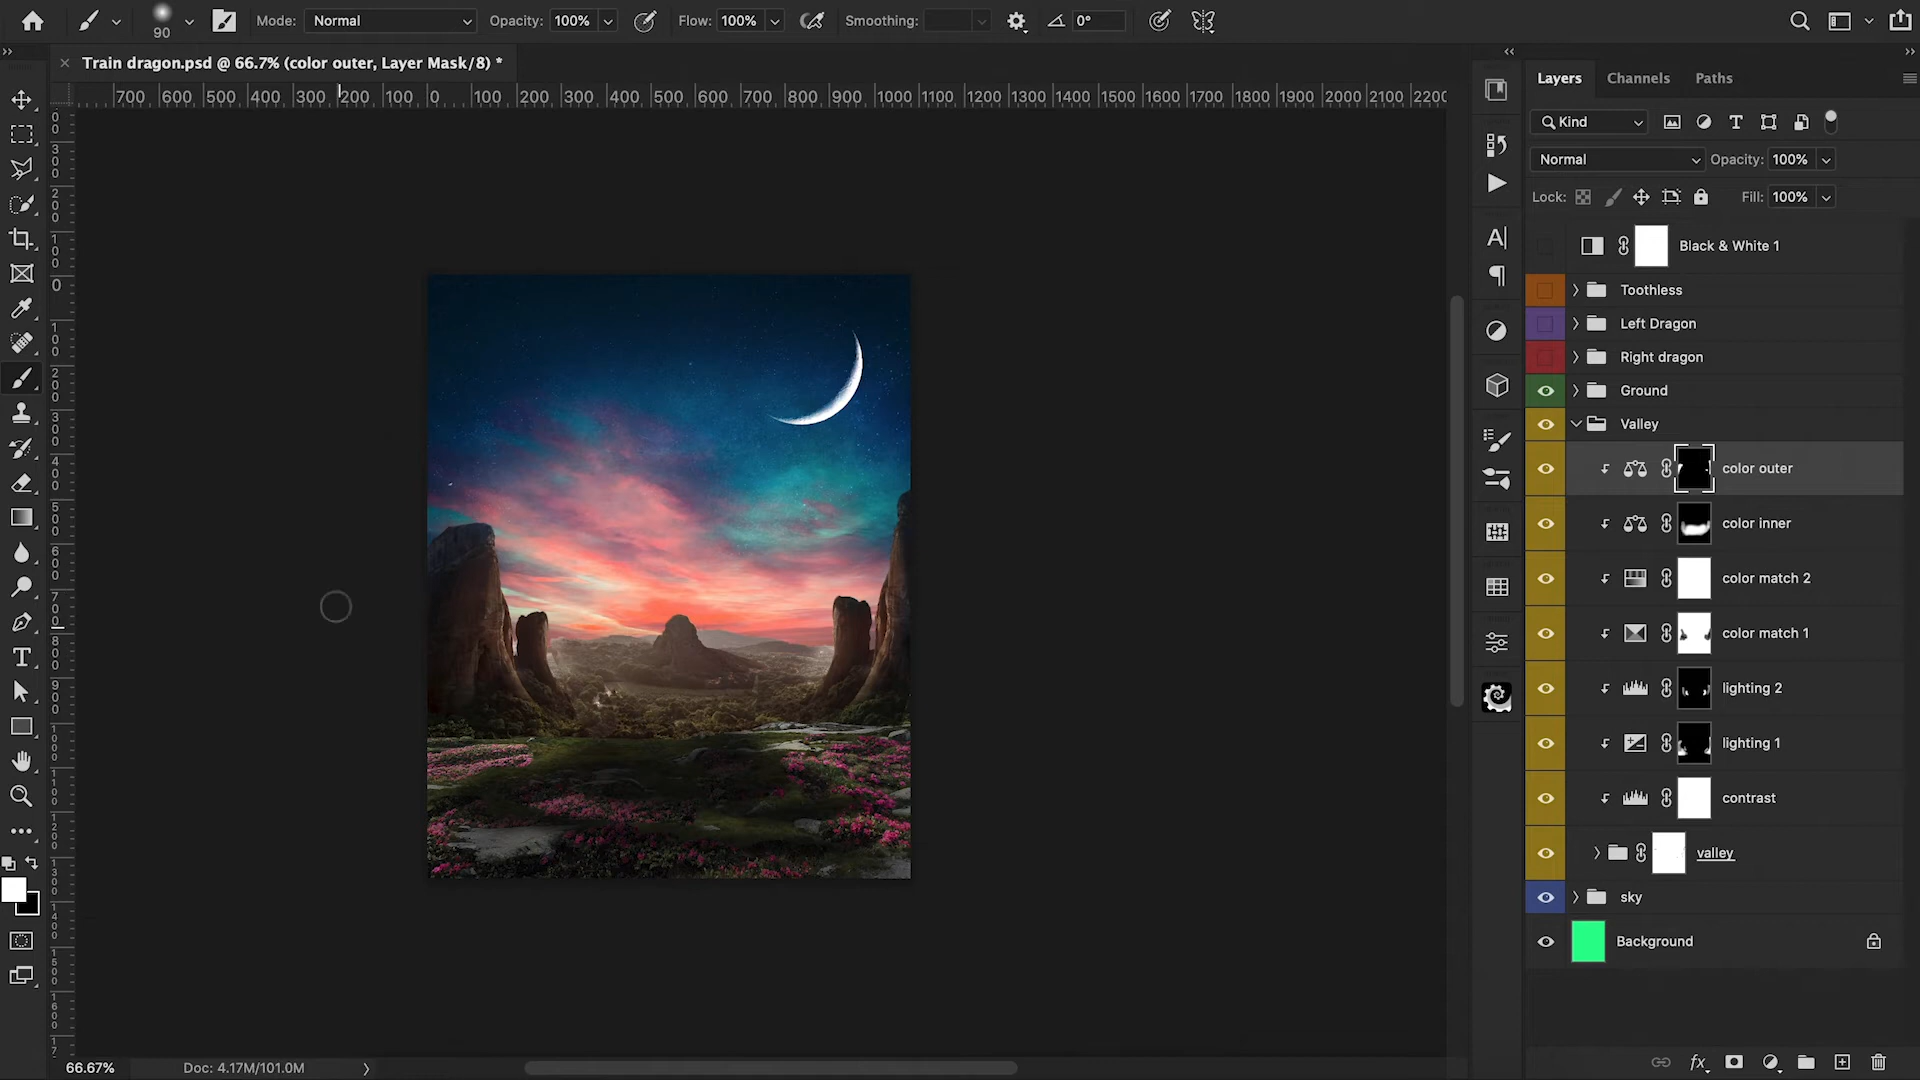 90
Mode: Normal Opacity: 100% Flow: 100% Smoothing: 0°
Train dragon.psd @ 66.7% (color outer, Layer Mask/8) *
700 600 500 400 300 200 100 0 100 200 300 400 500 600 700 800 900 1000 1100 1200 1300 1400 1500 1600 1700 1800 1900 2000 2100 2200
Layers Channels Paths
Kind
Normal Opacity: 100%
Lock: Fill: 100%
Black & White 1
Toothless
Left Dragon
Right dragon
Ground
Valley
color outer
color inner
color match 2
color match 1
lighting 2
lighting 1
contrast
valley
sky
Background
66.67% Doc: 4.17M/101.0M